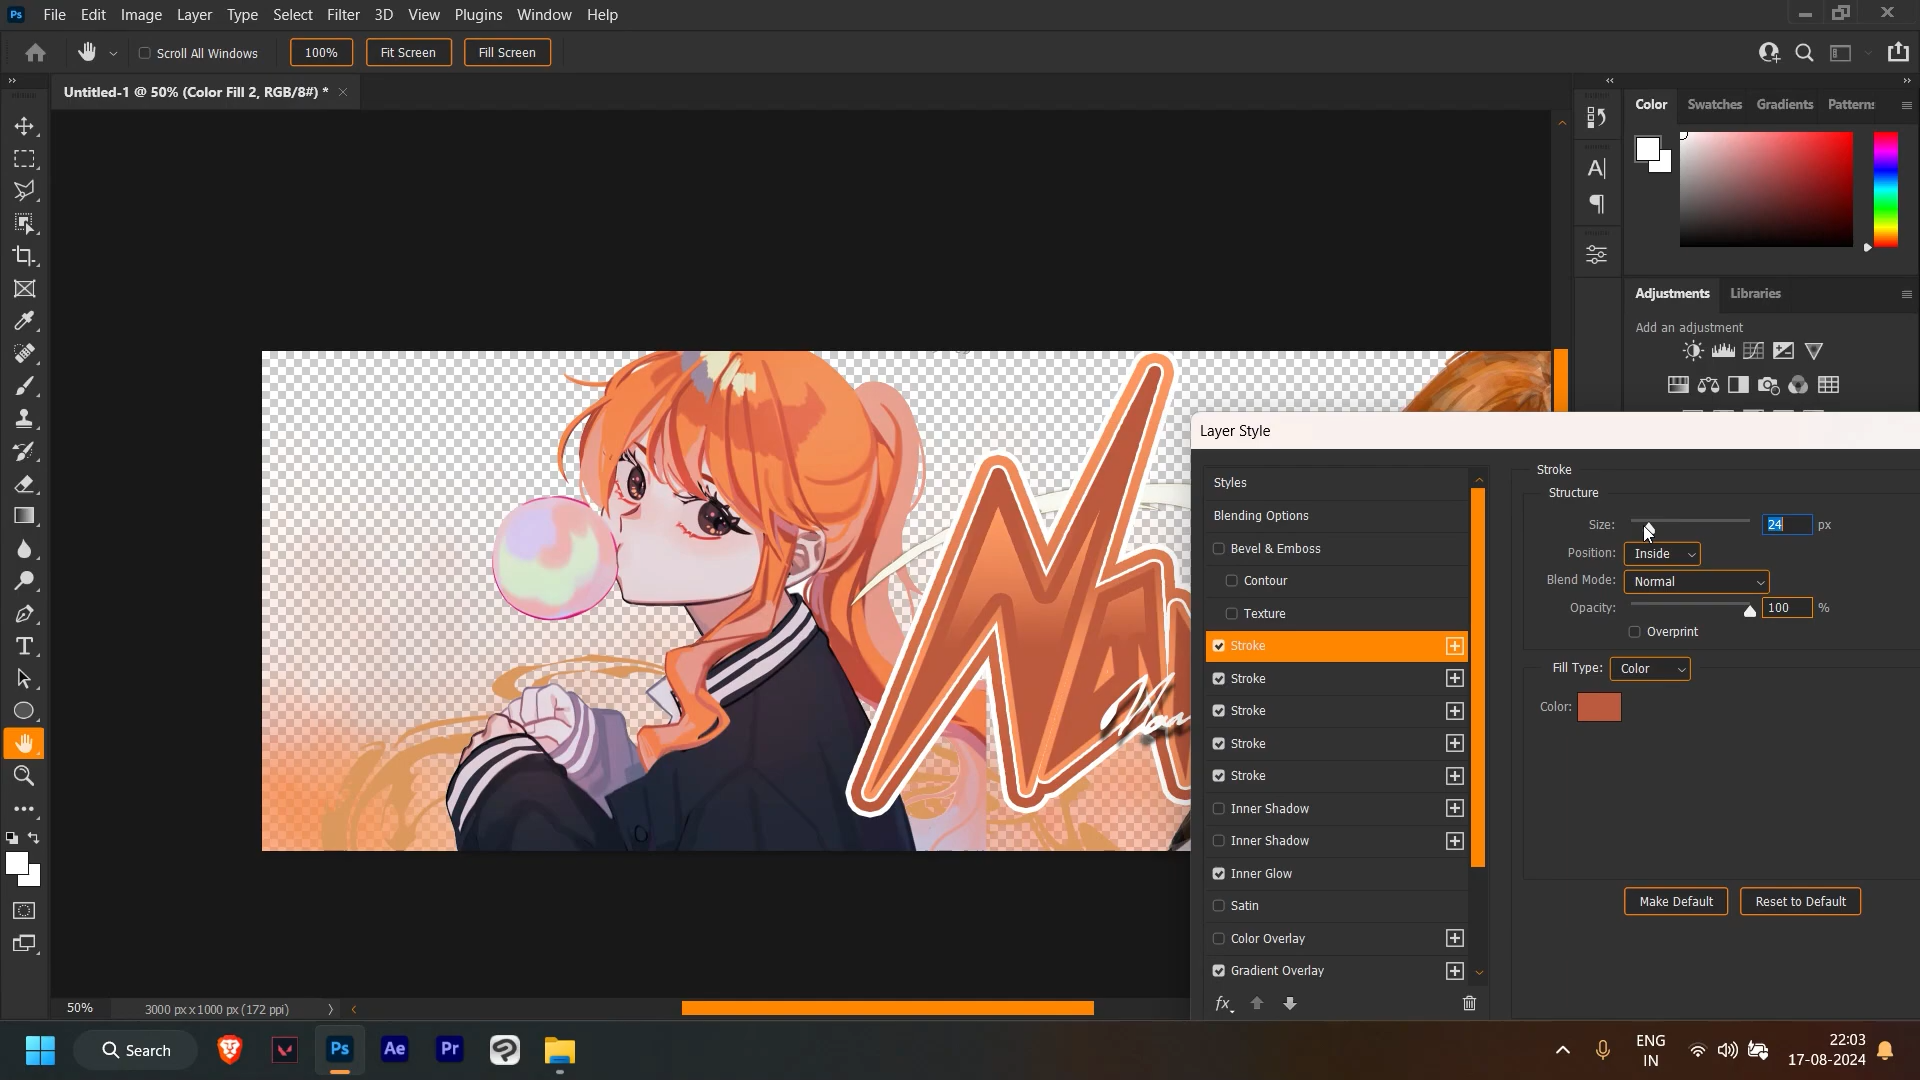 Ps File Edit Image Layer Type Select Filter 3D View Plugins Window Help
Scroll All Windows 100% Fit Screen Fill Screen
Untitled-1 @ 50% (Color Fill 2, RGB/8#) *
Color Swatches Gradients Patterns
Adjustments Libraries
Add an adjustment
Layer Style
Styles
Blending Options
Bevel & Emboss
Contour
Texture
Stroke
Stroke
Stroke
Stroke
Stroke
Inner Shadow
Inner Shadow
Inner Glow
Satin
Color Overlay
Gradient Overlay
fx
Stroke
Structure
Size: 24 px
Position: Inside
Blend Mode: Normal
Opacity: 100 %
Overprint
Fill Type: Color
Color:
Make Default Reset to Default
50% 3000 px x 1000 px (172 ppi)
Search Ps Ae Pr
ENG
IN
22:03
17-08-2024